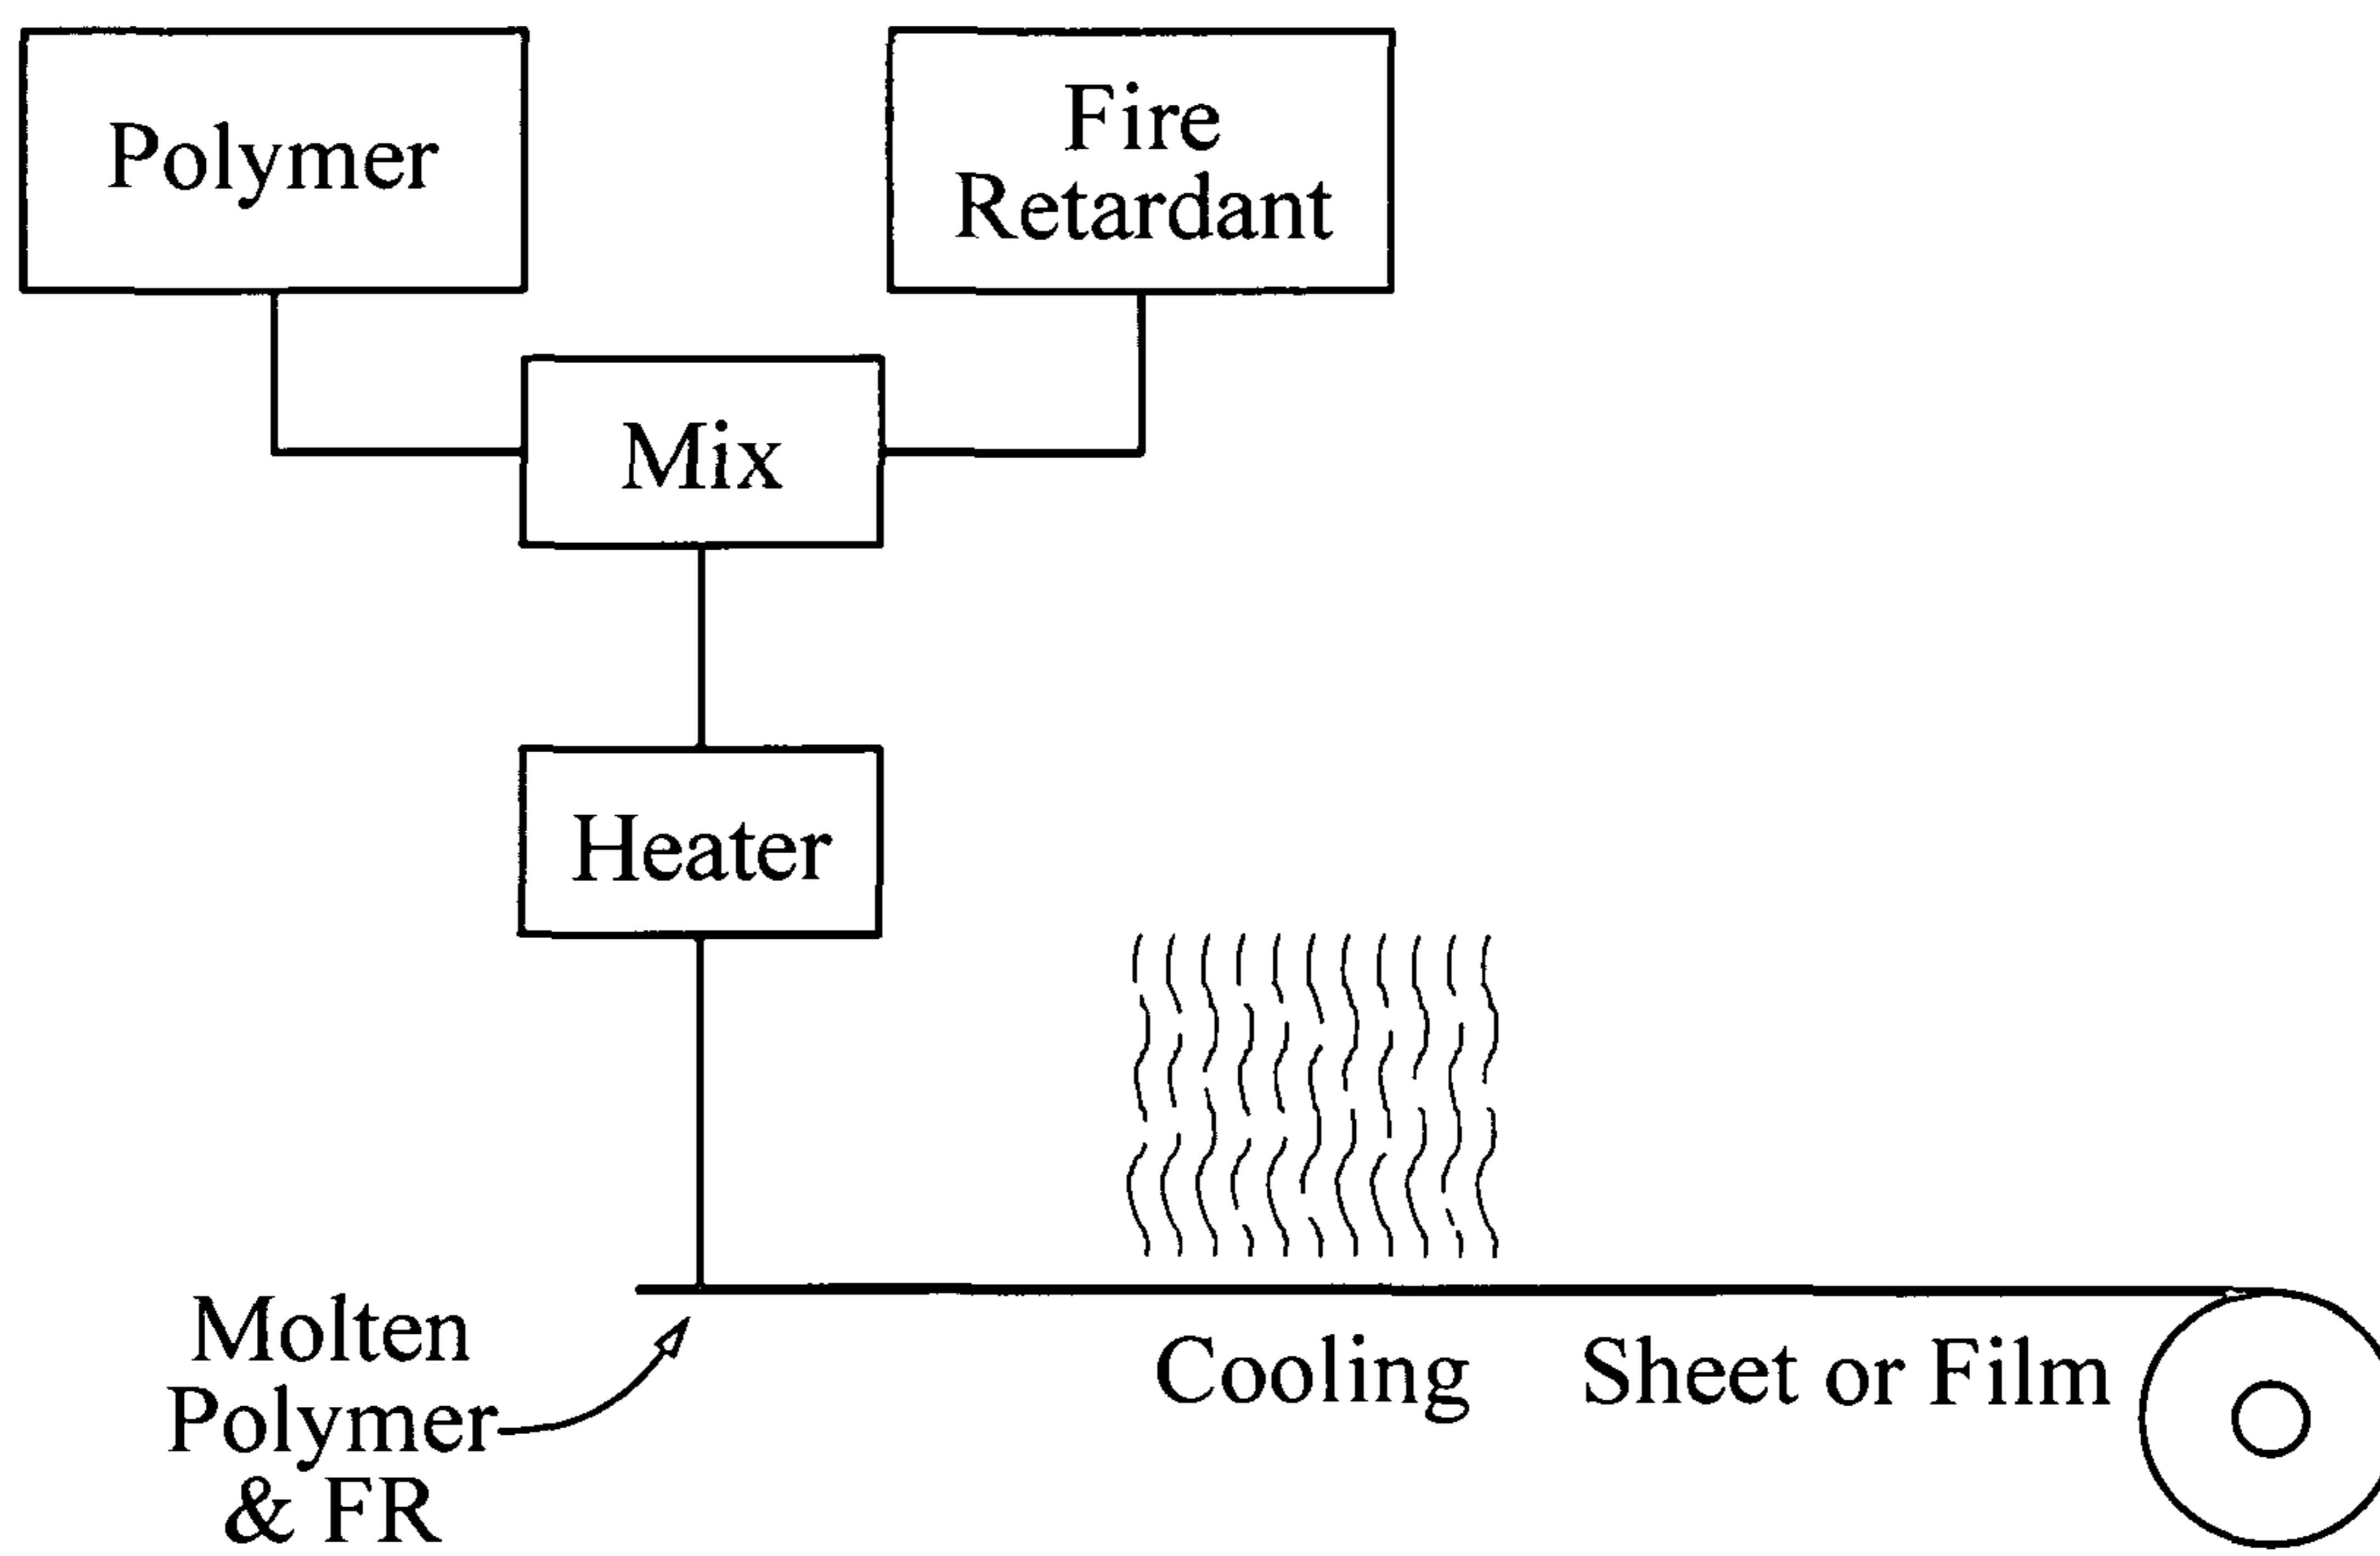 Polymer
Fire
Retardant
Mix
Heater
Molten
Polymer
& FR
Cooling
Sheet or Film